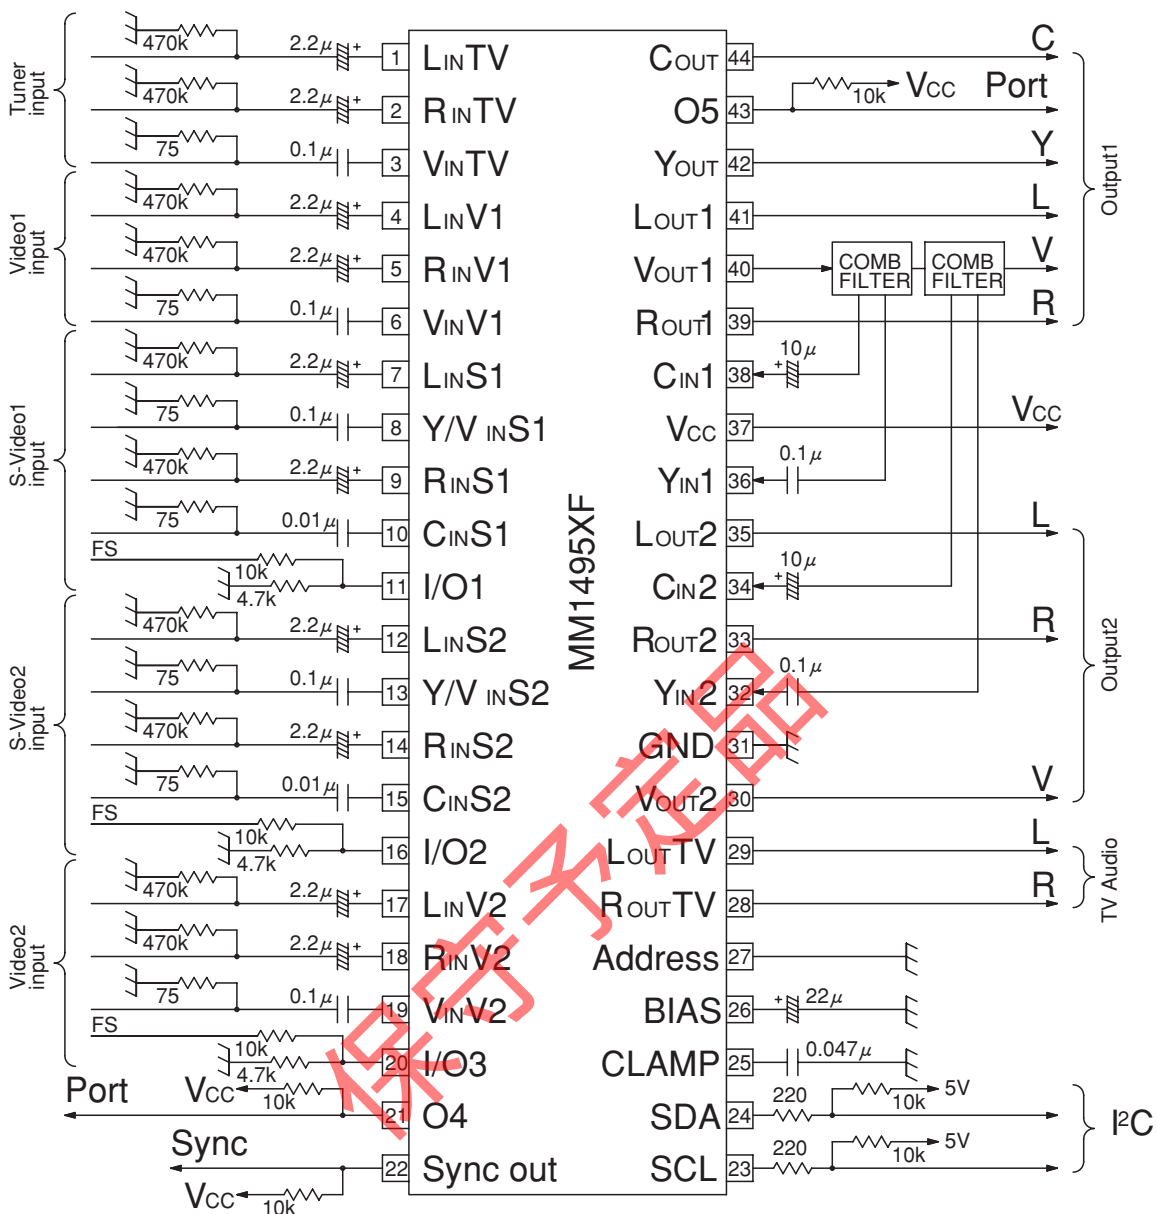 Tuner input
470k 2.2μ + 1 LINTV
470k 2.2μ + 2 RINTV
75 0.1μ 3 VINTV
Video1 input
470k 2.2μ + 4 LINV1
470k 2.2μ + 5 RINV1
75 0.1μ 6 VINV1
S-Video1 input
470k 2.2μ + 7 LINS1
75 0.1μ 8 Y/V INS1
470k 2.2μ + 9 RINS1
75 0.01μ 10 CINS1
FS 10k 4.7k 11 I/O1
S-Video2 input
470k 2.2μ + 12 LINS2
75 0.1μ 13 Y/V INS2
470k 2.2μ + 14 RINS2
75 0.01μ 15 CINS2
FS 10k 4.7k 16 I/O2
Video2 input
470k 2.2μ + 17 LINV2
470k 2.2μ + 18 RINV2
75 0.1μ 19 VINV2
FS 10k 4.7k 20 I/O3
Port VCC 10k 21 O4
Sync VCC 10k 22 Sync out
MM1495XF
COUT 44 C
O5 43 10k VCC Port
YOUT 42 Y
LOUT1 41 L
VOUT1 40 COMB FILTER COMB FILTER V
ROUT1 39 R
Output1
CIN1 38 + 10μ
VCC 37 VCC
YIN1 36 0.1μ
LOUT2 35 L
CIN2 34 + 10μ
ROUT2 33 R
YIN2 32 0.1μ
GND 31
VOUT2 30 V
Output2
LOUTTV 29 L
ROUTTV 28 R
TV Audio
Address 27
BIAS 26 + 22μ
CLAMP 25 0.047μ
SDA 24 220 10k 5V
SCL 23 220 10k 5V
I²C
保守予定品